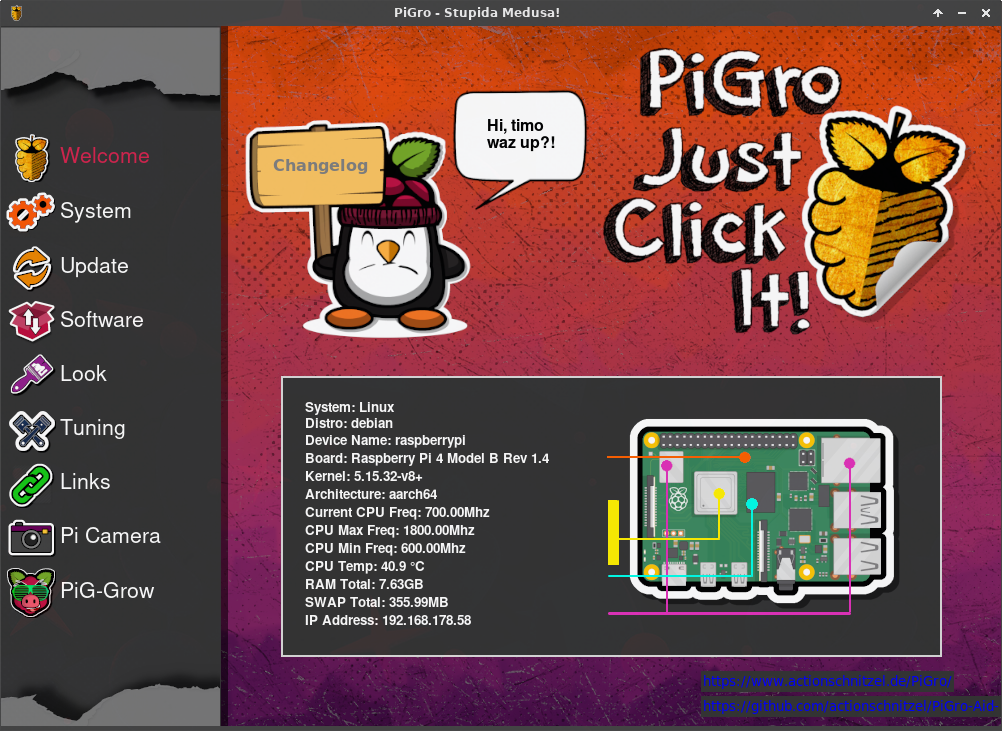 PiGro - Stupida Medusa!
Welcome
System
Update
Software
Look
Tuning
Links
Pi Camera
PiG-Grow
Changelog
Hi, timo
waz up?!
PiGro
Just
Click
It!
System: Linux
Distro: debian
Device Name: raspberrypi
Board: Raspberry Pi 4 Model B Rev 1.4
Kernel: 5.15.32-v8+
Architecture: aarch64
Current CPU Freq: 700.00Mhz
CPU Max Freq: 1800.00Mhz
CPU Min Freq: 600.00Mhz
CPU Temp: 40.9 °C
RAM Total: 7.63GB
SWAP Total: 355.99MB
IP Address: 192.168.178.58
https://www.actionschnitzel.de/PiGro/
https://github.com/actionschnitzel/PiGro-Aid-